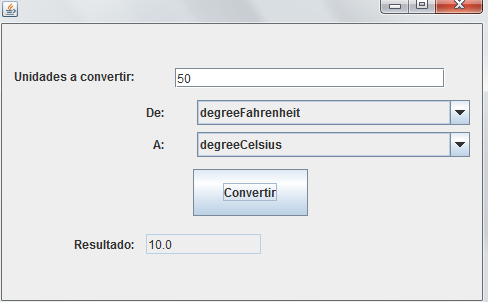 Unidades a convertir: 50
De: degreeFahrenheit
A: degreeCelsius
Convertir
Resultado: 10.0